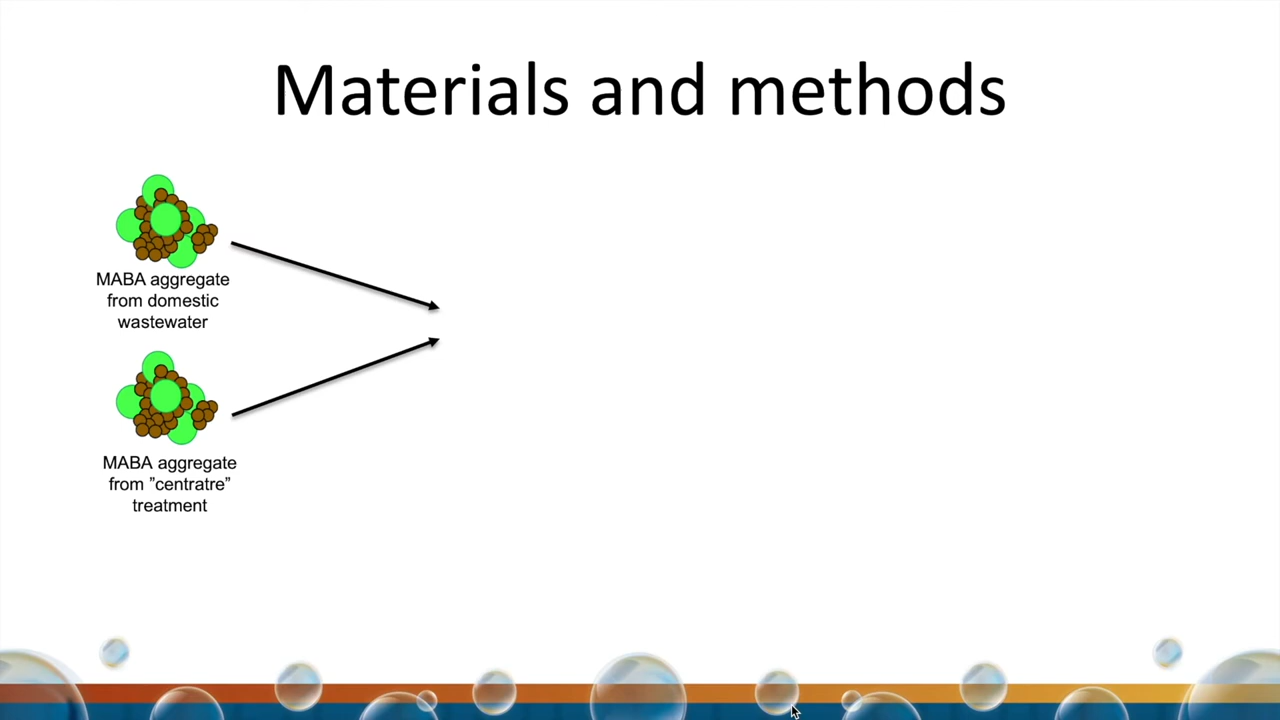 Materials and methods
MABA aggregate
from domestic
wastewater
MABA aggregate
from ”centratre”
treatment